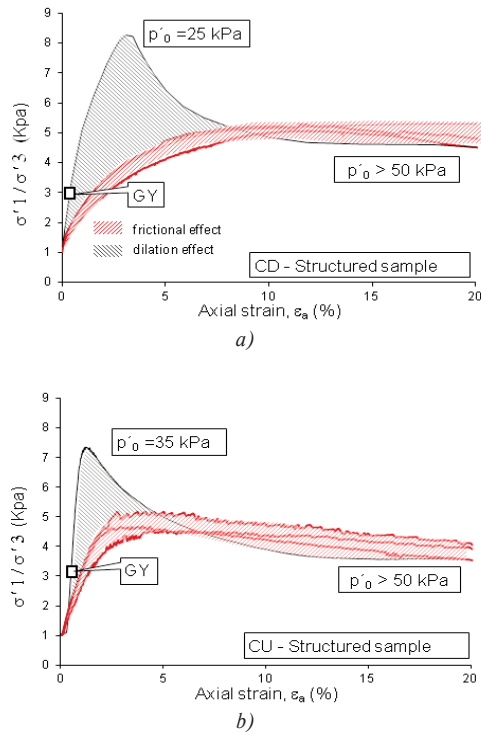 9
8
7
6
5
4
3
2
1
0
σ′1/σ′3 (Kpa)
p´₀ =25 kPa
p´₀ > 50 kPa
GY
frictional effect
dilation effect
CD - Structured sample
0 5 10 15 20
Axial strain, εₐ (%)
a)
9
8
7
6
5
4
3
2
1
0
σ′1/σ′3 (Kpa)
p´₀ =35 kPa
GY
p´₀ > 50 kPa
CU - Structured sample
0 5 10 15 20
Axial strain, εₐ (%)
b)